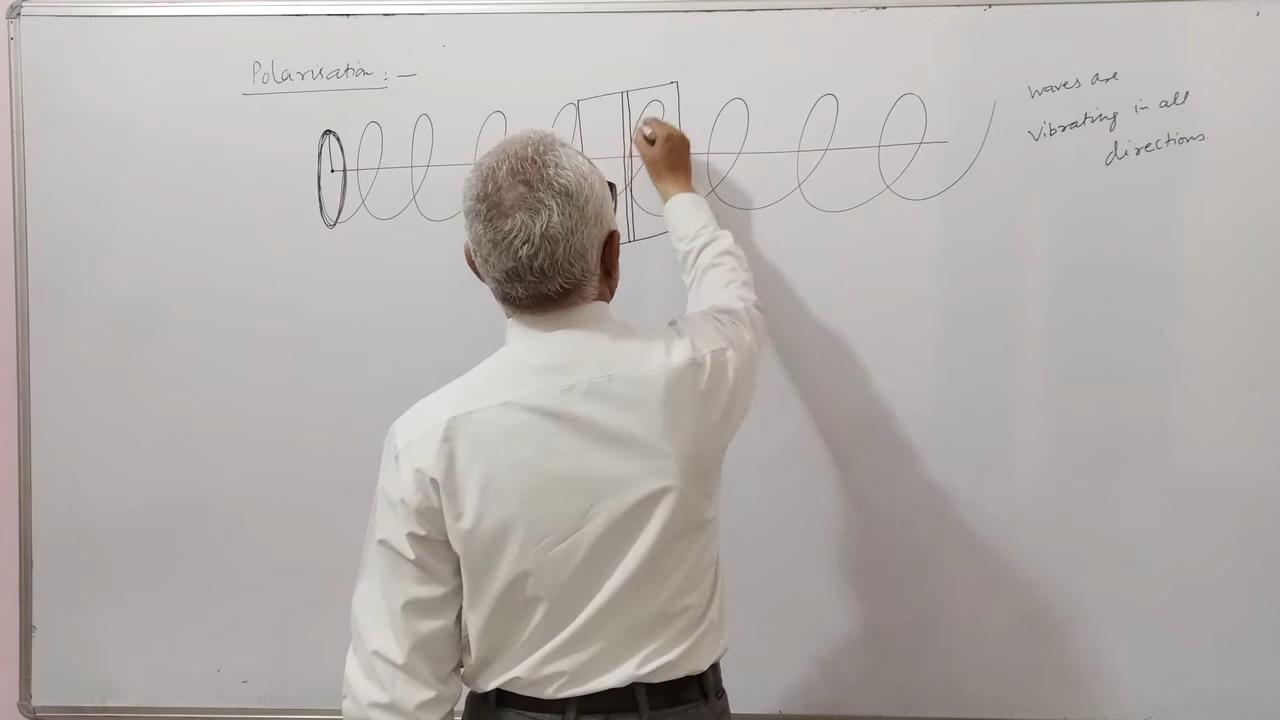 Polarisation : —
waves are
vibrating in all
directions.